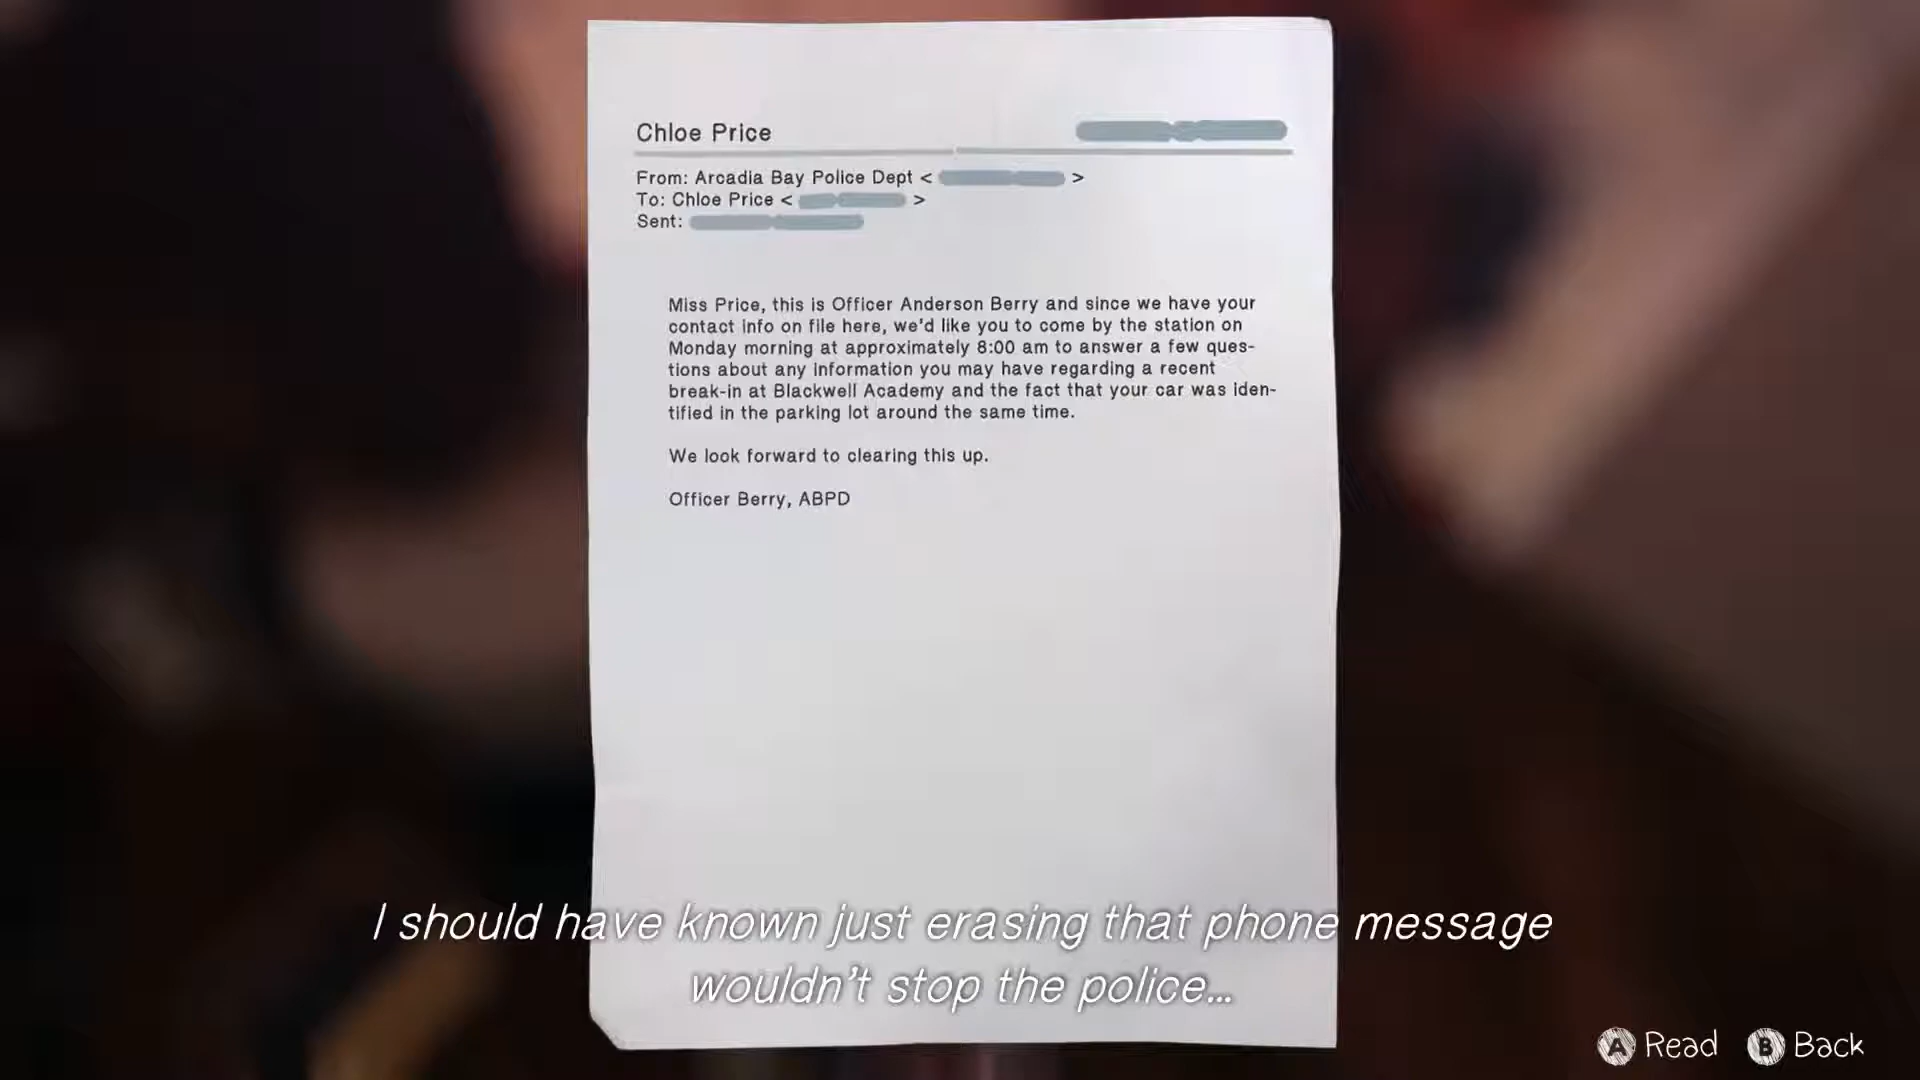 Chloe Price
From: Arcadia Bay Police Dept < >
To: Chloe Price < >
Sent:
Miss Price, this is Officer Anderson Berry and since we have your
contact info on file here, we'd like you to come by the station on
Monday morning at approximately 8:00 am to answer a few ques-
tions about any information you may have regarding a recent
break-in at Blackwell Academy and the fact that your car was iden-
tified in the parking lot around the same time.
We look forward to clearing this up.
Officer Berry, ABPD
I should have known just erasing that phone message
wouldn't stop the police...
A Read B Back